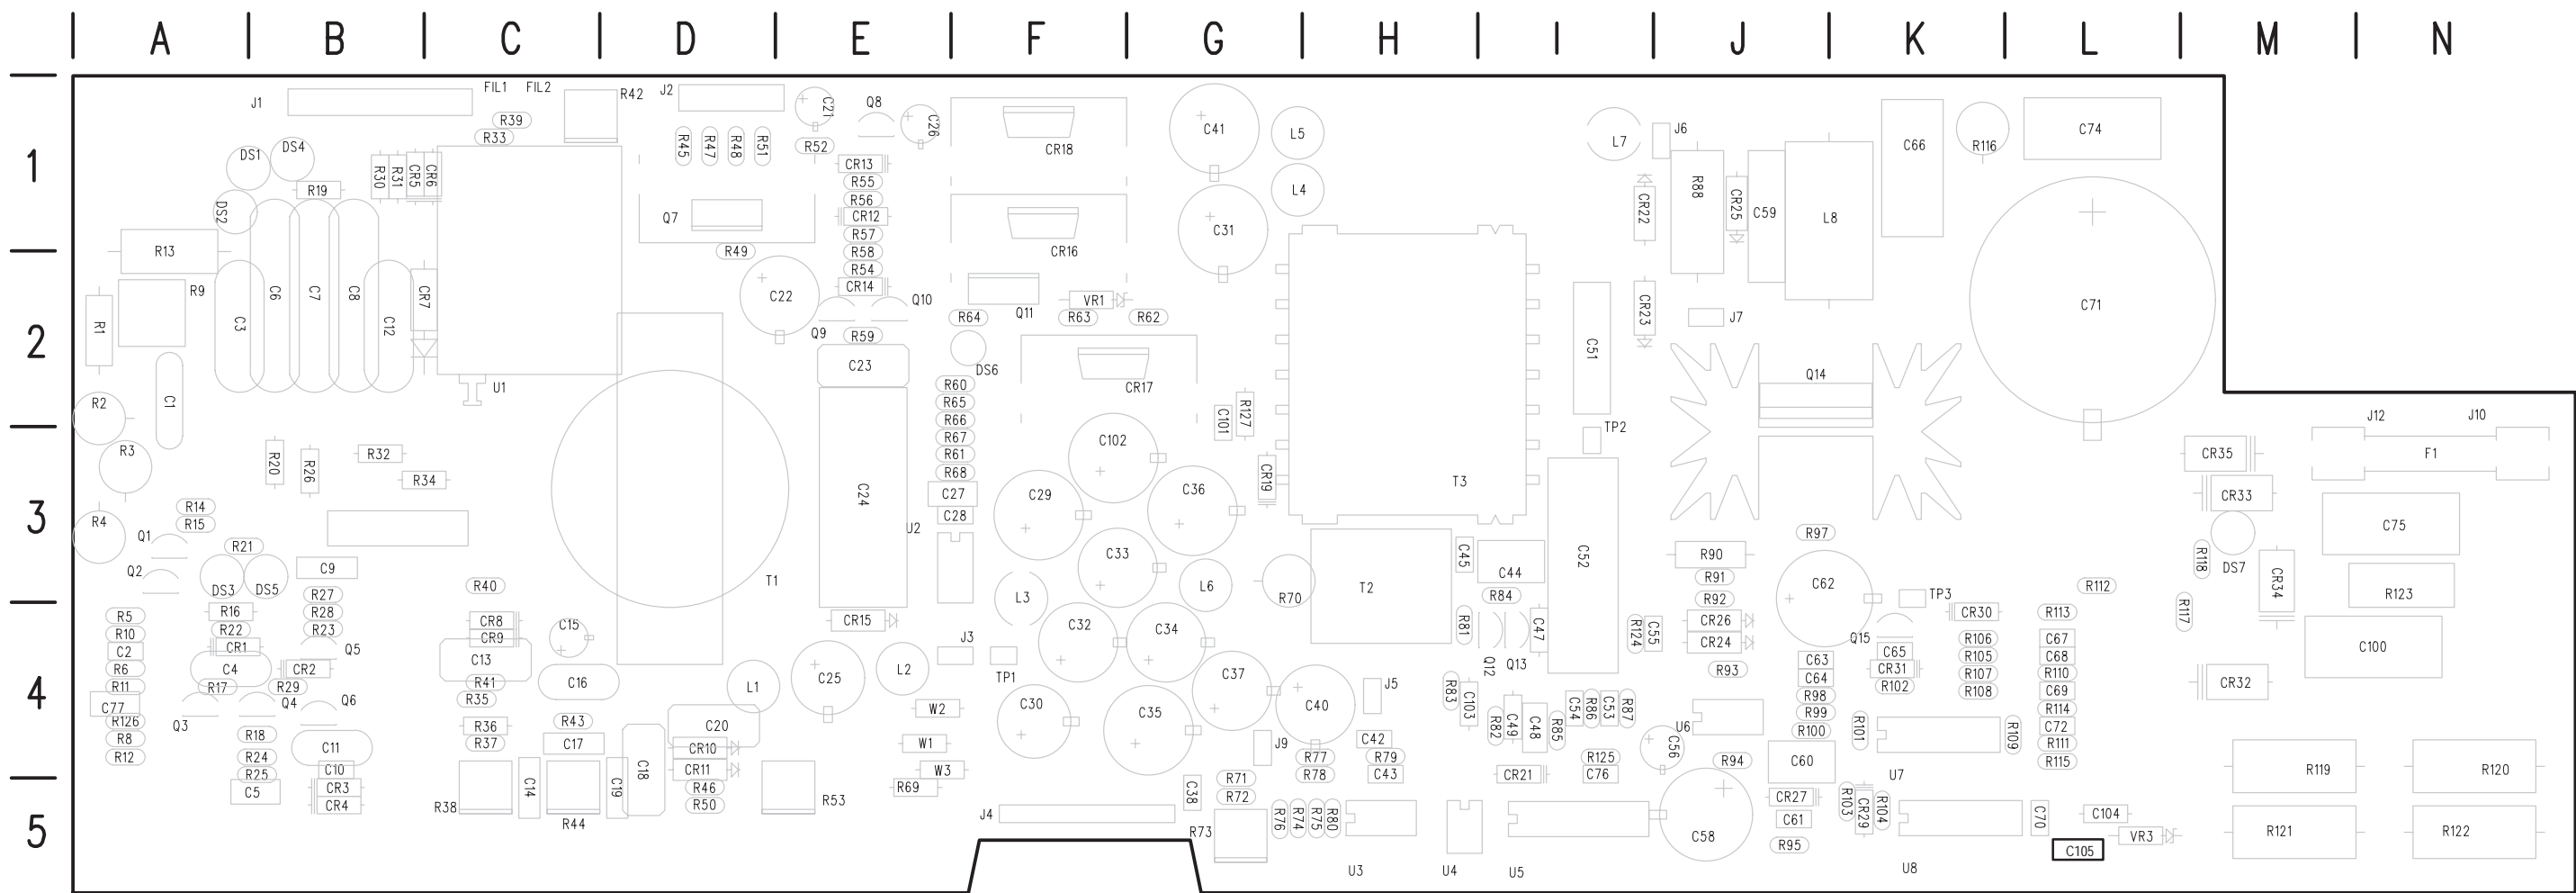 A B C D E F G H I J K L M N
1
J1 FIL1 FIL2 R42 J2 C21 Q8 C26
R39 R33 R45 R47 R48 R51 R52 CR18 C41 L5 L7 J6 C66 R116 C74
DS1 DS4 R19 R30 R31 CR5 CR6 CR13 R55 L4 R88 CR25 C59 L8
DS2 Q7 R56 CR12 R57 CR16 C31 CR22
R13 R49 R58
2
R9 C6 C7 C8 CR7 C22 R54 CR14 Q10 Q11 VR1 C71
R1 C3 C12 Q9 R59 R64 R63 R62 C51 CR23 J7
C23 DS6 CR17 Q14
R2 C1 U1 R60 R65 R66 C101 R127 J12 J10
3
R3 R20 R26 R32 R34 R67 R61 R68 C102 CR19 T3 TP2 CR35 F1
R4 R14 R15 C24 C27 C28 C29 C36 CR33
Q1 R21 U2 C33 C45 C44 C52 R97 C75
Q2 DS3 DS5 C9 R40 T1 L3 L6 R70 T2 R90 R91 C62 R118 DS7 CR34
R27 R84 R92 TP3 R112 R123
4
R5 R16 R28 CR8 C15 CR15 C32 C34 R81 C47 R124 C55 CR26 CR30 R113 R117
R10 R22 R23 CR9 J3 CR24 Q15 R106 C67
C2 CR1 Q5 C13 L2 Q12 Q13 C65 R105 C68 C100
R6 C4 CR2 TP1 C37 R93 C63 CR31 R107 R110
R11 R17 R29 R41 C16 L1 C25 J5 C64 R102 R108 C69 CR32
C77 R126 Q3 Q4 Q6 R35 W2 C30 C35 C40 R83 C103 R98 R114
R8 R18 C11 R36 R43 C20 R82 C49 C48 R85 C54 R86 C53 R87 U6 R99 R101 R109 C72
R12 R24 R37 C17 CR10 W1 J9 C42 C56 R100 R111
R25 C10 C18 CR11 W3 R77 R79 R125 R94 C60 R115
5
C5 CR3 CR4 C14 C19 R46 R50 R69 R71 R78 C43 CR21 C76 U7 R119 R120
R38 R44 R53 J4 C38 R72 R76 R74 R75 R80 CR27 R103 CR29 R104 C70 C104
R73 C58 C61 VR3 R121 R122
R95 C105
U3 U4 U5 U8